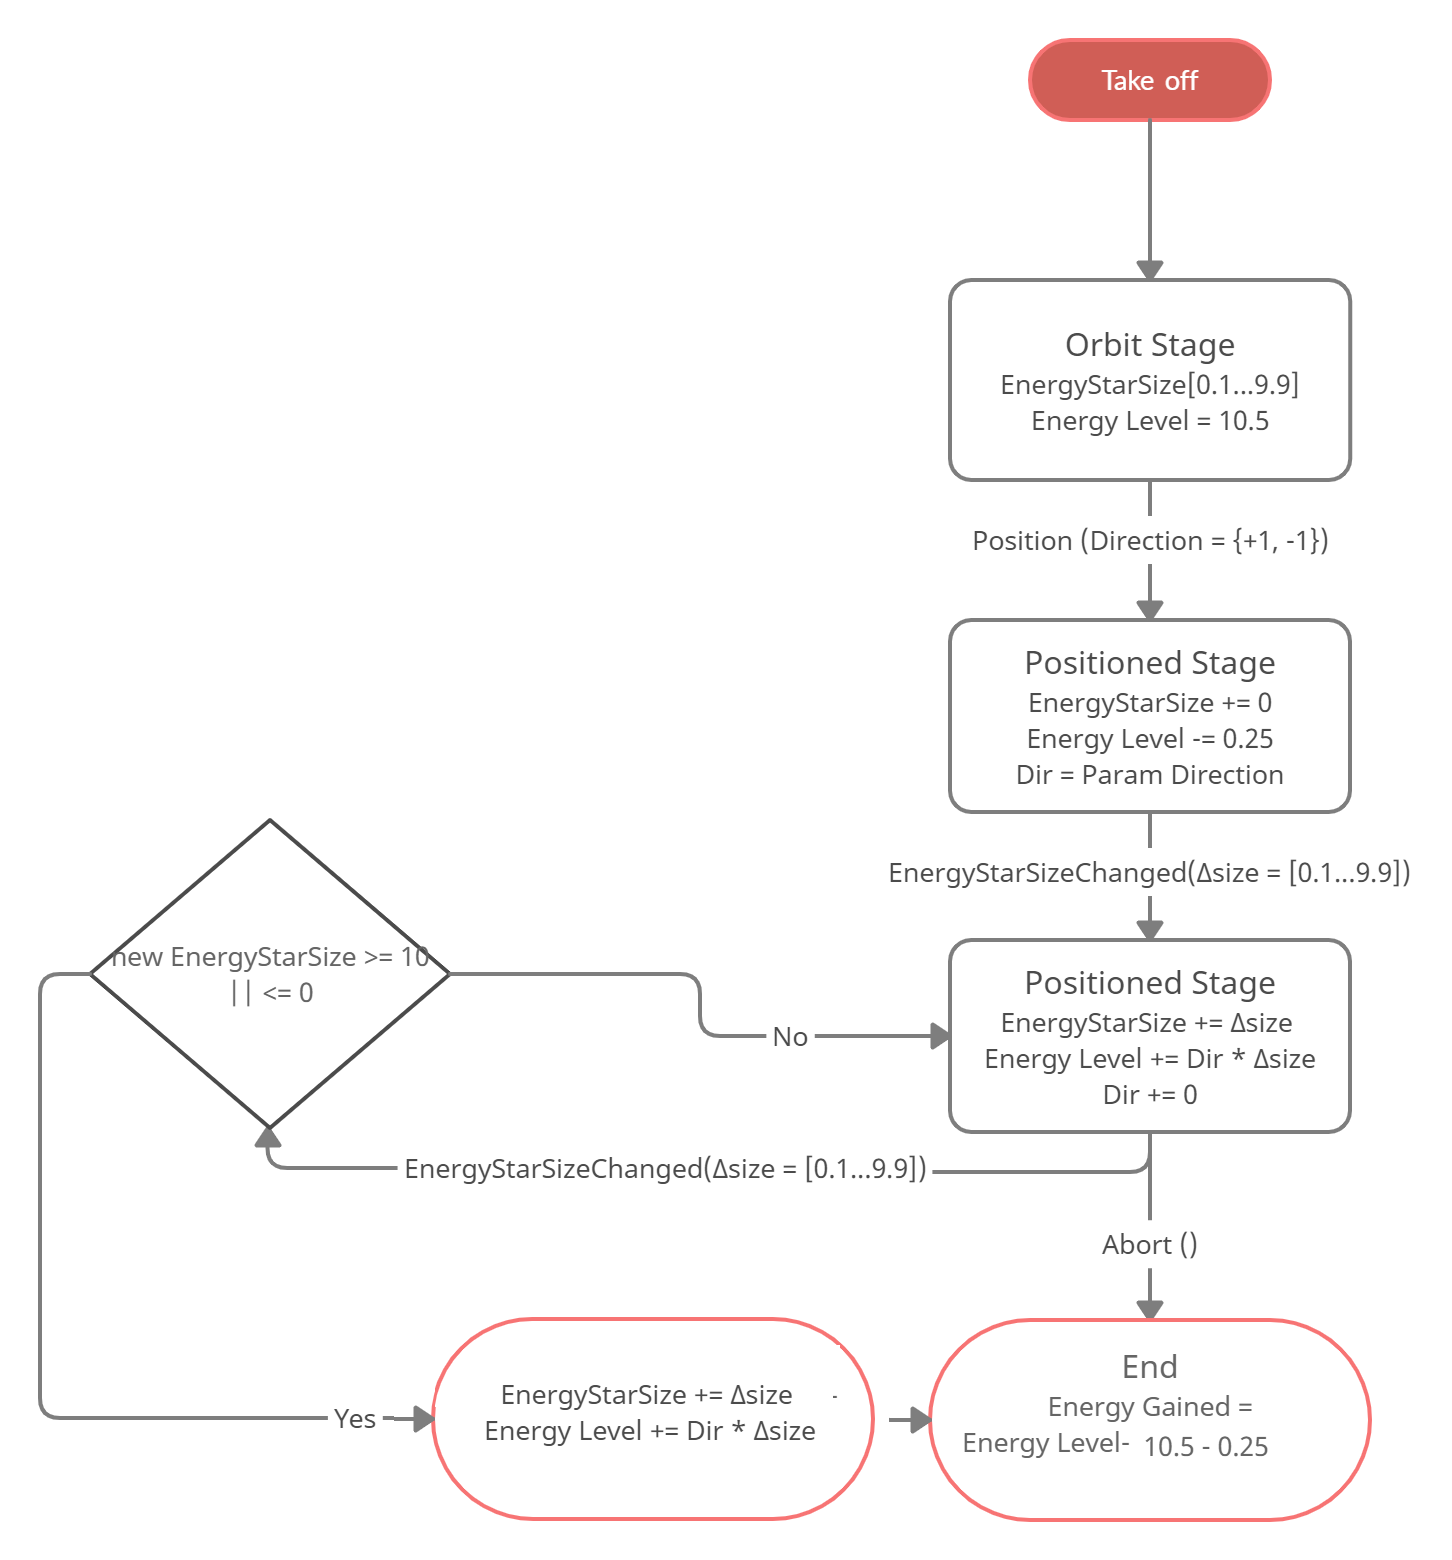 Take off
Orbit Stage
EnergyStarSize[0.1...9.9]
Energy Level = 10.5
Position (Direction = {+1, -1})
Positioned Stage
EnergyStarSize += 0
Energy Level -= 0.25
Dir = Param Direction
EnergyStarSizeChanged(Δsize = [0.1...9.9])
new EnergyStarSize >= 10
|| <= 0
Positioned Stage
EnergyStarSize += Δsize
Energy Level += Dir * Δsize
Dir += 0
No
EnergyStarSizeChanged(Δsize = [0.1...9.9])
Abort ()
Yes
EnergyStarSize += Δsize -
Energy Level += Dir * Δsize
End
Energy Gained =
Energy Level- 10.5 - 0.25